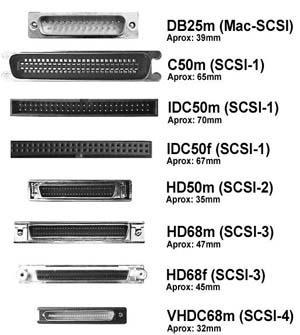 DB25m (Mac-SCSI)
Aprox: 39mm
C50m (SCSI-1)
Aprox: 65mm
IDC50m (SCSI-1)
Aprox: 70mm
IDC50f (SCSI-1)
Aprox: 67mm
HD50m (SCSI-2)
Aprox: 35mm
HD68m (SCSI-3)
Aprox: 47mm
HD68f (SCSI-3)
Aprox: 45mm
VHDC68m (SCSI-4)
Aprox: 32mm